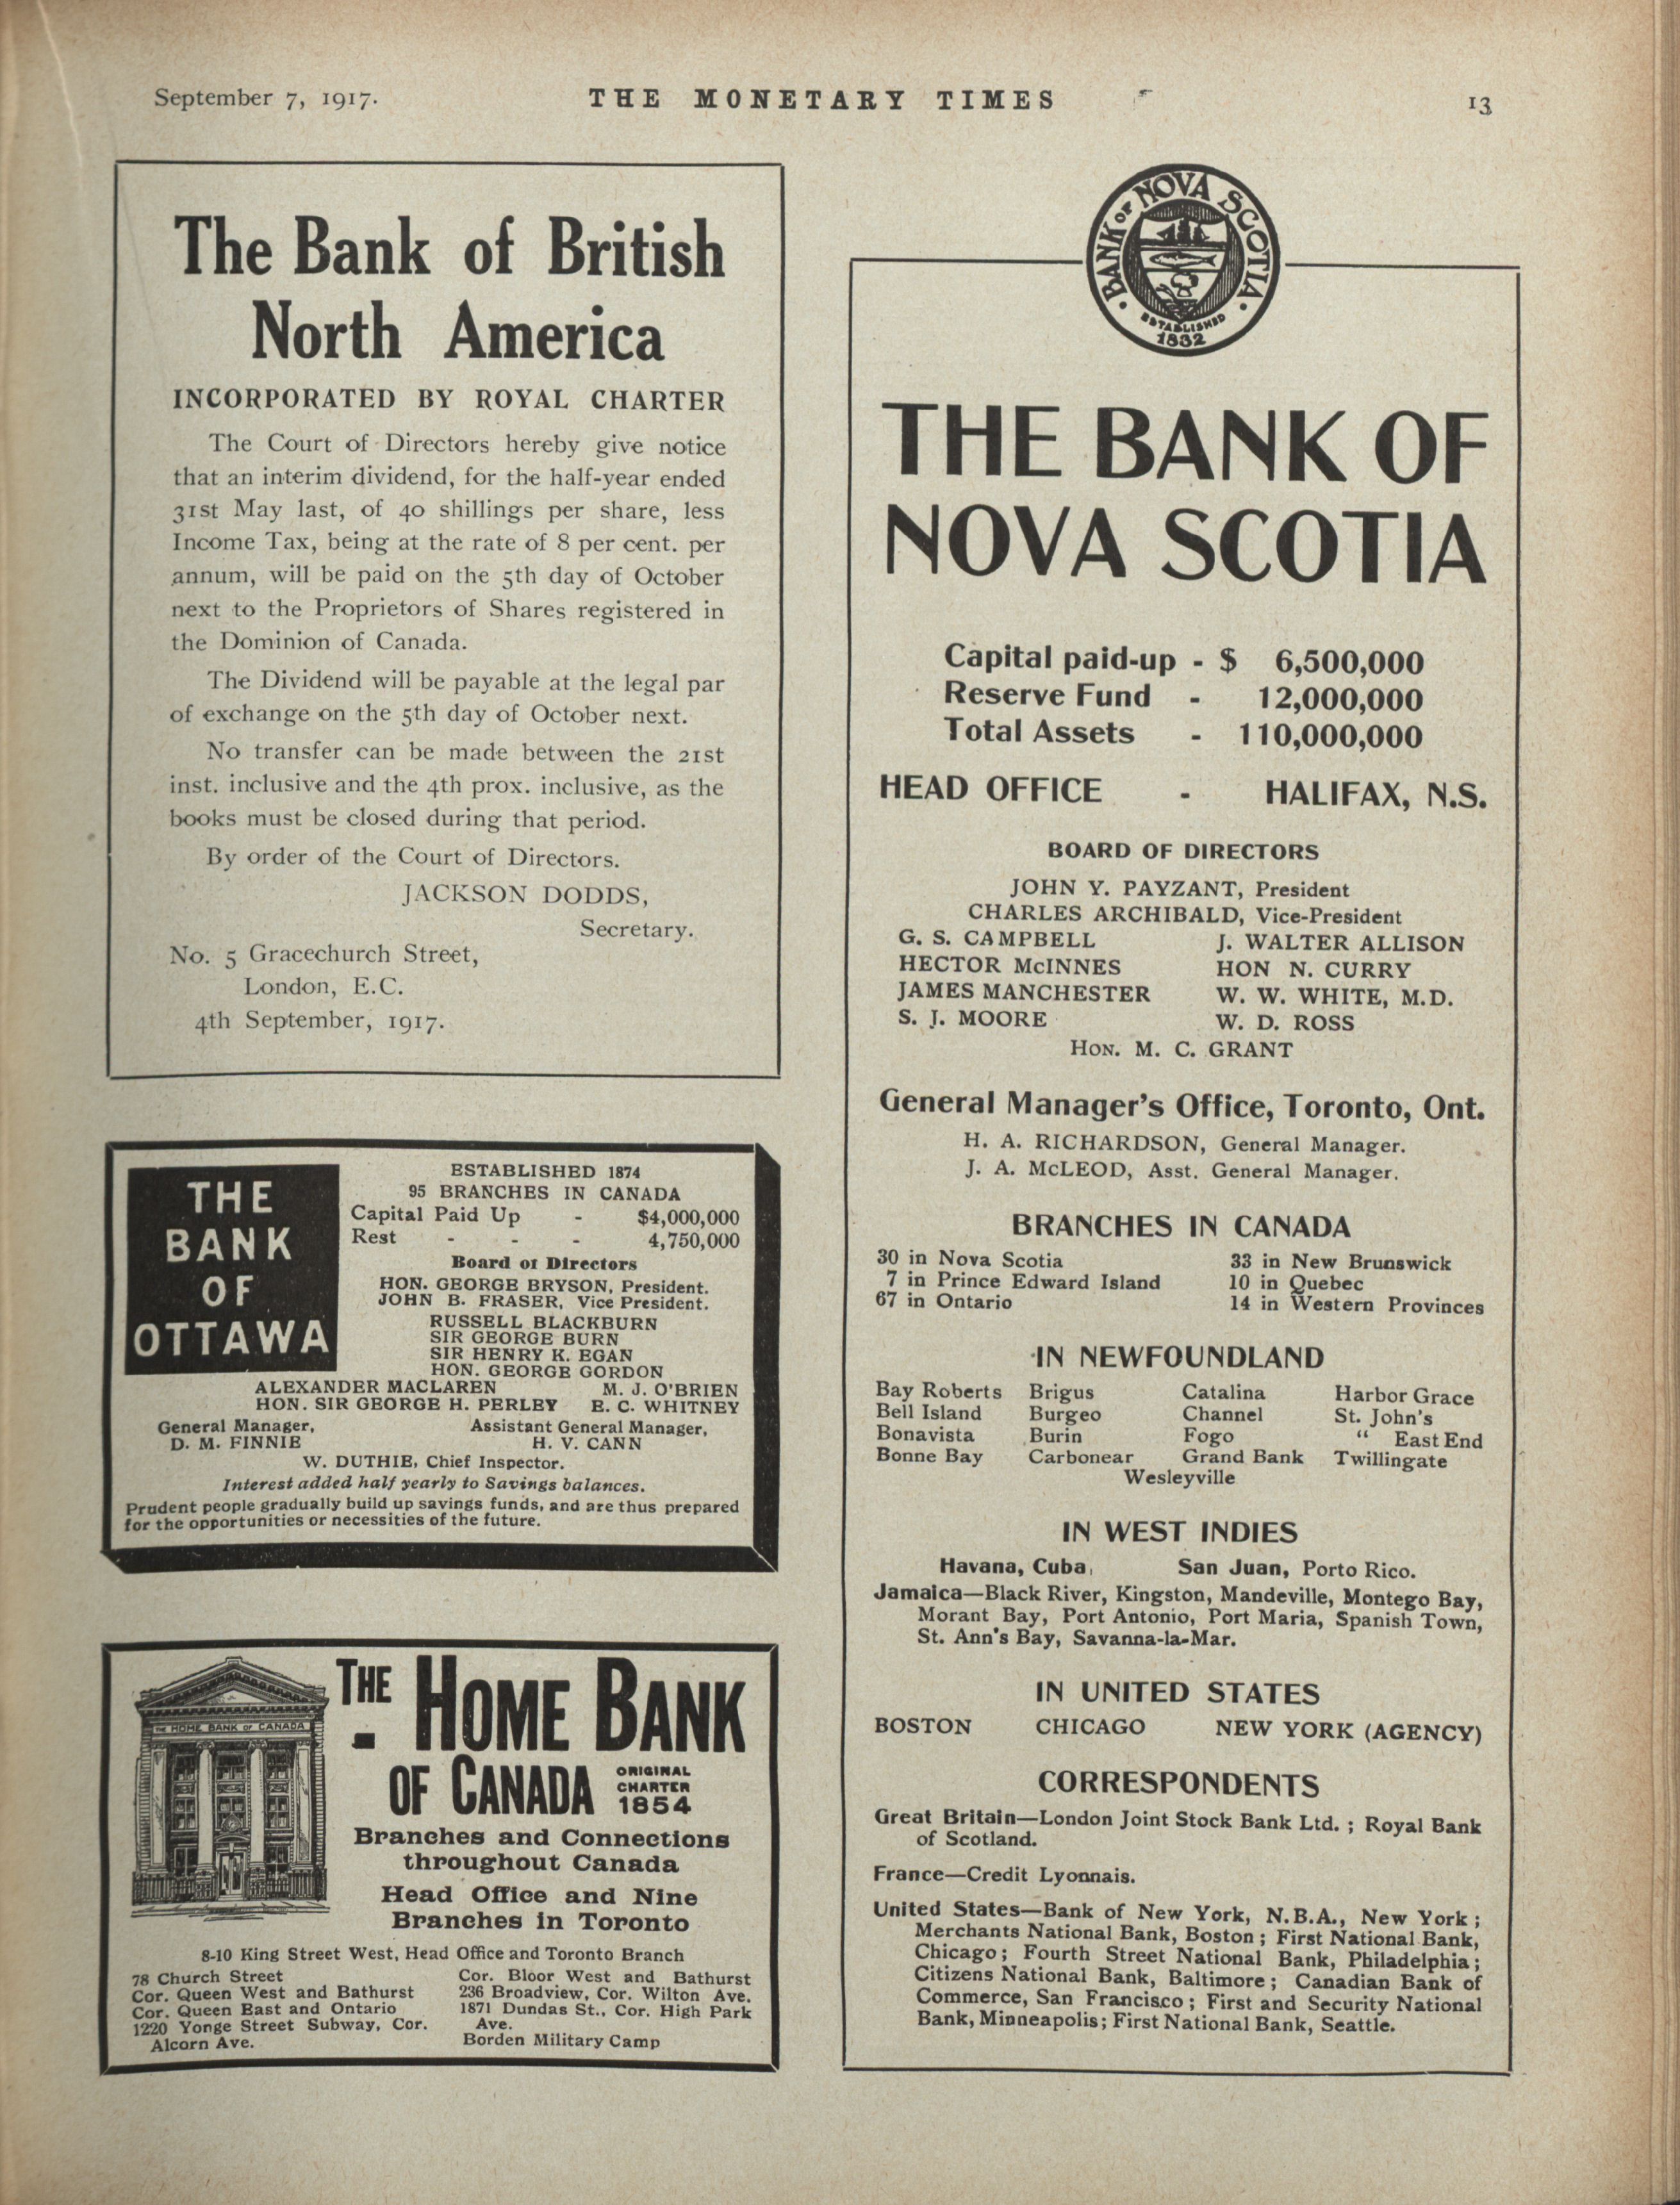 September 7, 1917.
THE MONETARY TIMES
13
The Bank of British
North America
INCORPORATED BY ROYAL CHARTER
The Court of Directors hereby give notice
that an interim dividend, for the half-year ended
31st May last, of 40 shillings per share, less
Income Tax, being at the rate of 8 per cent. per
annum, will be paid on the 5th day of October
next to the Proprietors of Shares registered in
the Dominion of Canada.
The Dividend will be payable at the legal par
of exchange on the 5th day of October next.
No transfer can be made between the 21st
inst. inclusive and the 4th prox. inclusive, as the
books must be closed during that period.
By order of the Court of Directors.
JACKSON DODDS,
Secretary.
No. 5 Gracechurch Street,
London, E.C.
4th September, 1917.
THE
BANK
OF
OTTAWA
ESTABLISHED 1874
95 BRANCHES IN CANADA
Capital Paid Up - $4,000,000
Rest - - - 4,750,000
Board of Directors
HON. GEORGE BRYSON, President.
JOHN B. FRASER, Vice President.
RUSSELL BLACKBURN
SIR GEORGE BURN
SIR HENRY K. EGAN
HON. GEORGE GORDON
ALEXANDER MACLAREN M. J. O'BRIEN
HON. SIR GEORGE H. PERLEY E. C. WHITNEY
General Manager, Assistant General Manager,
D. M. FINNIE H. V. CANN
W. DUTHIE, Chief Inspector.
Interest added half yearly to Savings balances.
Prudent people gradually build up savings funds, and are thus prepared
for the opportunities or necessities of the future.
THE HOME BANK OF CANADA
THE HOME BANK
OF CANADA
ORIGINAL
CHARTER
1854
Branches and Connections
throughout Canada
Head Office and Nine
Branches in Toronto
8-10 King Street West, Head Office and Toronto Branch
78 Church Street
Cor. Queen West and Bathurst
Cor. Queen East and Ontario
1220 Yonge Street Subway, Cor.
Alcorn Ave.
Cor. Bloor West and Bathurst
236 Broadview, Cor. Wilton Ave.
1871 Dundas St., Cor. High Park
Ave.
Borden Military Camp
BANK OF NOVA SCOTIA
ESTABLISHED
1832
THE BANK OF
NOVA SCOTIA
Capital paid-up - $ 6,500,000
Reserve Fund - 12,000,000
Total Assets - 110,000,000
HEAD OFFICE - HALIFAX, N.S.
BOARD OF DIRECTORS
JOHN Y. PAYZANT, President
CHARLES ARCHIBALD, Vice-President
G. S. CAMPBELL J. WALTER ALLISON
HECTOR McINNES HON N. CURRY
JAMES MANCHESTER W. W. WHITE, M.D.
S. J. MOORE W. D. ROSS
HON. M. C. GRANT
General Manager's Office, Toronto, Ont.
H. A. RICHARDSON, General Manager.
J. A. McLEOD, Asst. General Manager.
BRANCHES IN CANADA
30 in Nova Scotia 33 in New Brunswick
7 in Prince Edward Island 10 in Quebec
67 in Ontario 14 in Western Provinces
IN NEWFOUNDLAND
Bay Roberts Brigus Catalina Harbor Grace
Bell Island Burgeo Channel St. John's
Bonavista Burin Fogo “ East End
Bonne Bay Carbonear Grand Bank Twillingate
Wesleyville
IN WEST INDIES
Havana, Cuba, San Juan, Porto Rico.
Jamaica—Black River, Kingston, Mandeville, Montego Bay,
Morant Bay, Port Antonio, Port Maria, Spanish Town,
St. Ann's Bay, Savanna-la-Mar.
IN UNITED STATES
BOSTON CHICAGO NEW YORK (AGENCY)
CORRESPONDENTS
Great Britain—London Joint Stock Bank Ltd. ; Royal Bank
of Scotland.
France—Credit Lyonnais.
United States—Bank of New York, N.B.A., New York ;
Merchants National Bank, Boston ; First National Bank,
Chicago ; Fourth Street National Bank, Philadelphia ;
Citizens National Bank, Baltimore ; Canadian Bank of
Commerce, San Francisco ; First and Security National
Bank, Minneapolis; First National Bank, Seattle.